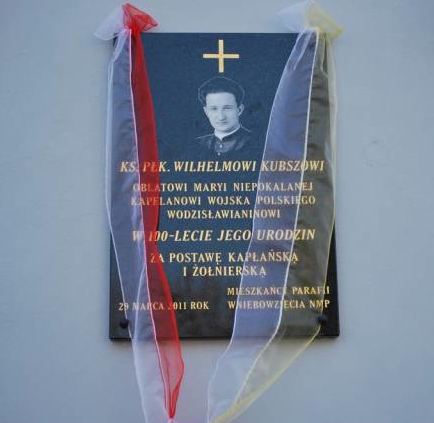 KS. PŁK. WILHELMOWI KUBSZOWI
OBLATOWI MARYI NIEPOKALANEJ
KAPELANOWI WOJSKA POLSKIEGO
WODZISŁAWIANINOWI
W 100-LECIE JEGO URODZIN
ZA POSTAWĘ KAPŁAŃSKĄ
I ŻOŁNIERSKĄ
MIESZKAŃCY PARAFII
29 MARCA 2011 ROK WNIEBOWZIĘCIA NMP